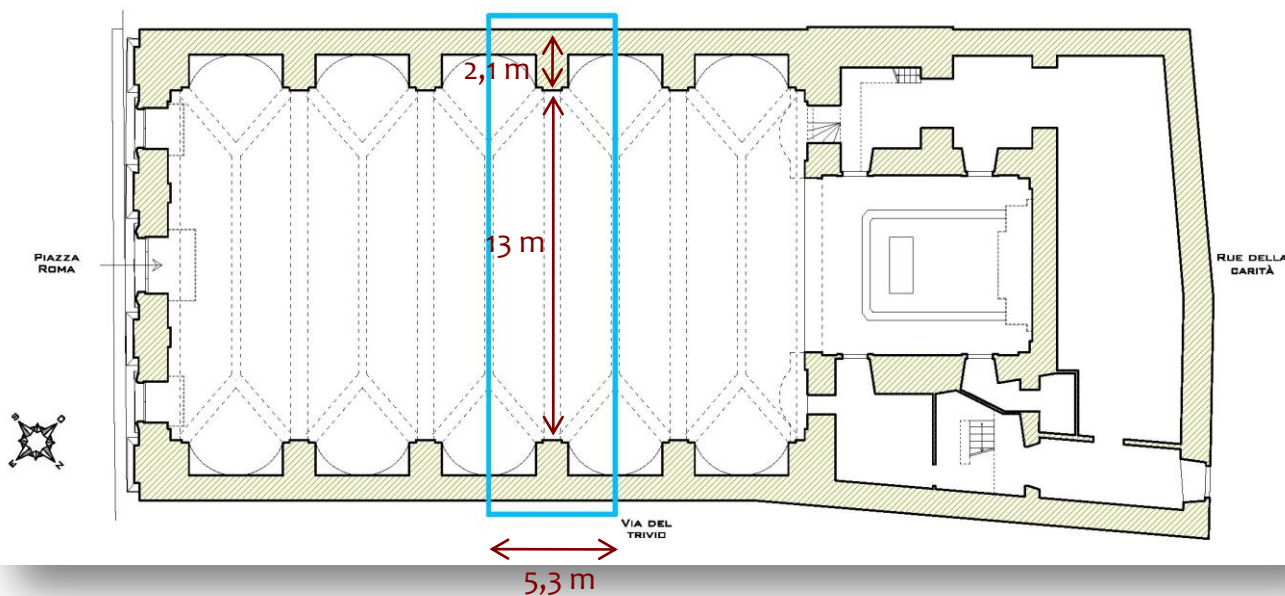 2,1 m
13 m
PIAZZA
ROMA
RUE DELLA
CARITÀ
S
O
E
N
VIA DEL
TRIVIO
5,3 m